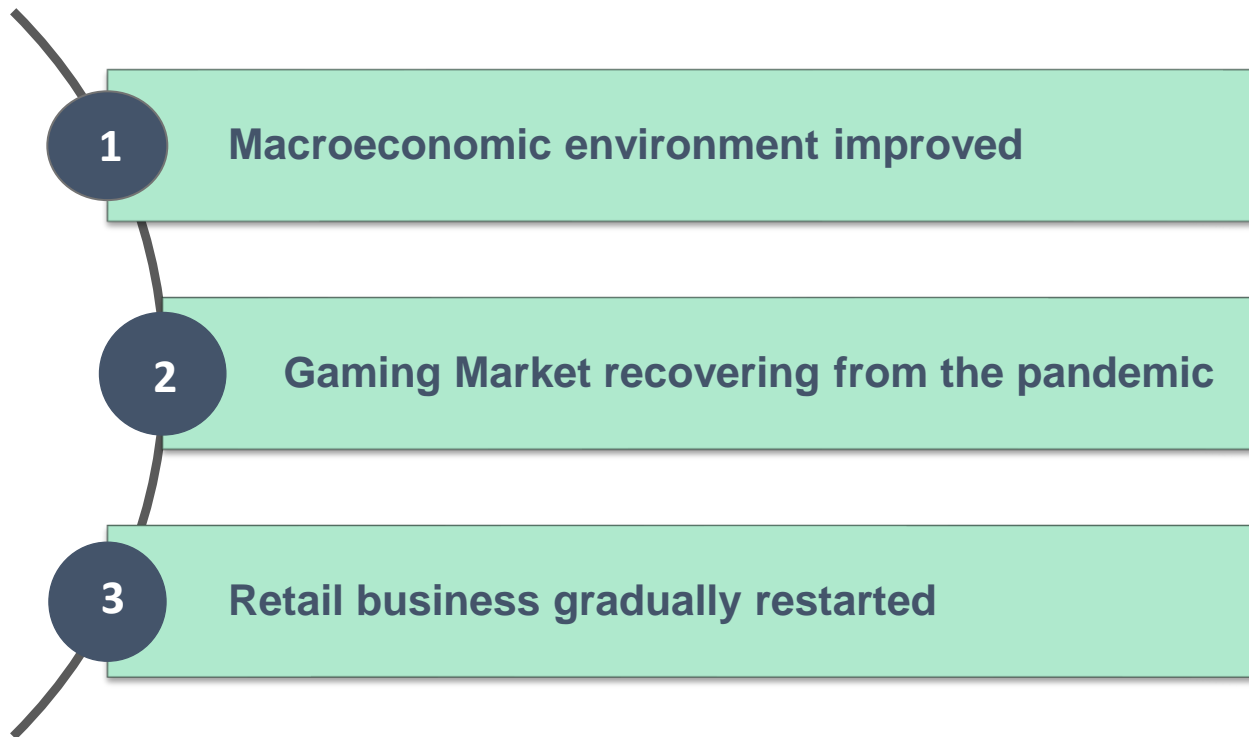 1
Macroeconomic environment improved
2
Gaming Market recovering from the pandemic
3
Retail business gradually restarted